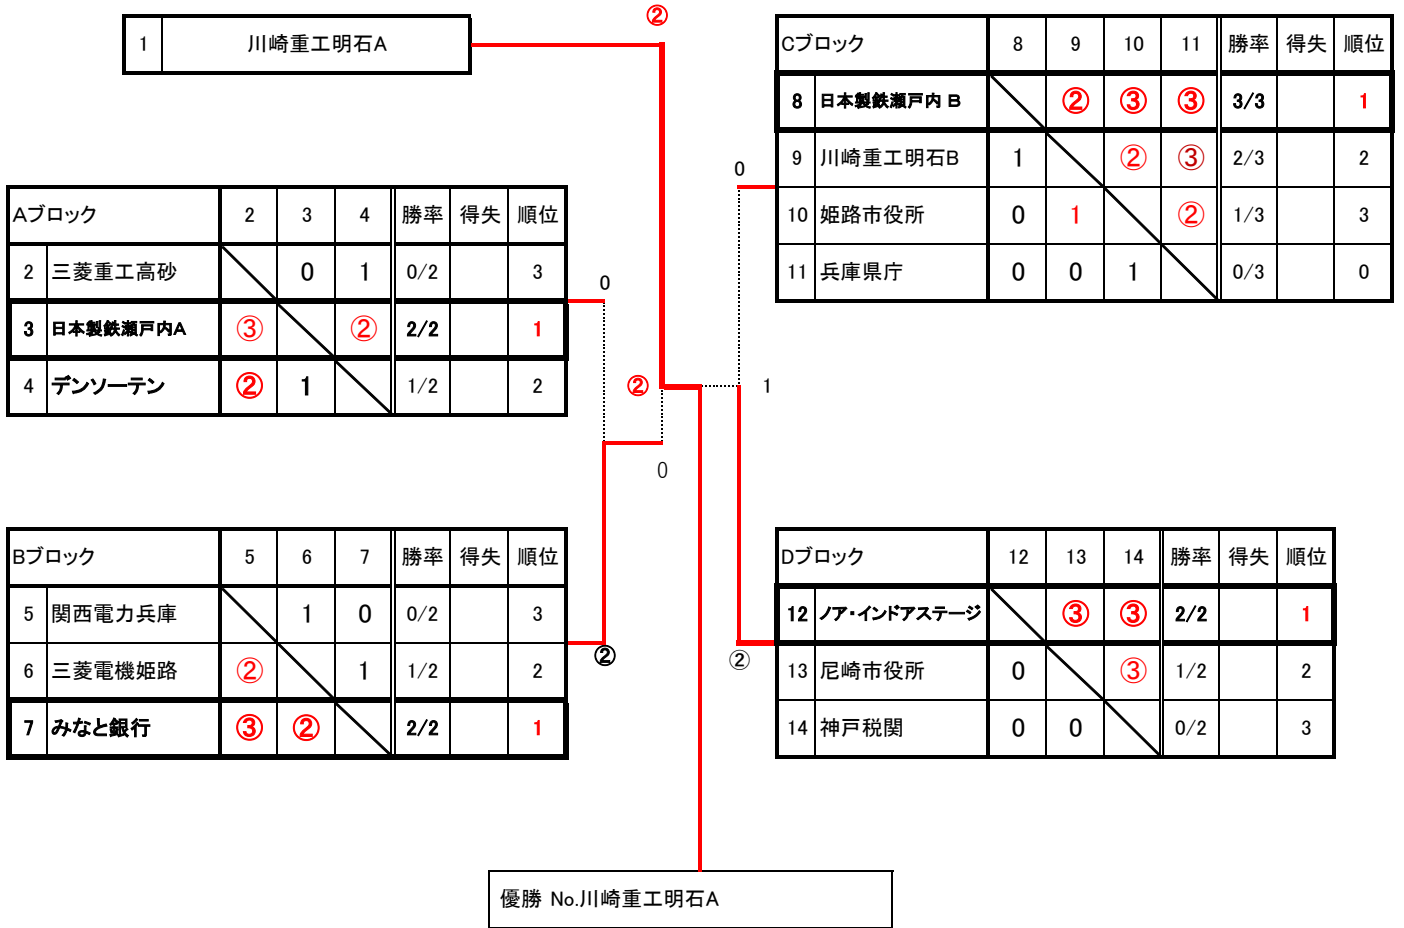 1 川崎重工明石A
②
Cブロック 8 9 10 11 勝率 得失 順位
8 日本製鉄瀬戸内 B ② ③ ③ 3/3 1
9 川崎重工明石B 1 ② ③ 2/3 2
10 姫路市役所 0 1 ② 1/3 3
11 兵庫県庁 0 0 1 0/3 0
0
Aブロック 2 3 4 勝率 得失 順位
2 三菱重工高砂 0 1 0/2 3
3 日本製鉄瀬戸内A ③ ② 2/2 1
4 デンソーテン ② 1 1/2 2
0
②
1
0
Bブロック 5 6 7 勝率 得失 順位
5 関西電力兵庫 1 0 0/2 3
6 三菱電機姫路 ② 1 1/2 2
7 みなと銀行 ③ ② 2/2 1
②
②
Dブロック 12 13 14 勝率 得失 順位
12 ノア・インドアステージ ③ ③ 2/2 1
13 尼崎市役所 0 ③ 1/2 2
14 神戸税関 0 0 0/2 3
優勝 No.川崎重工明石A